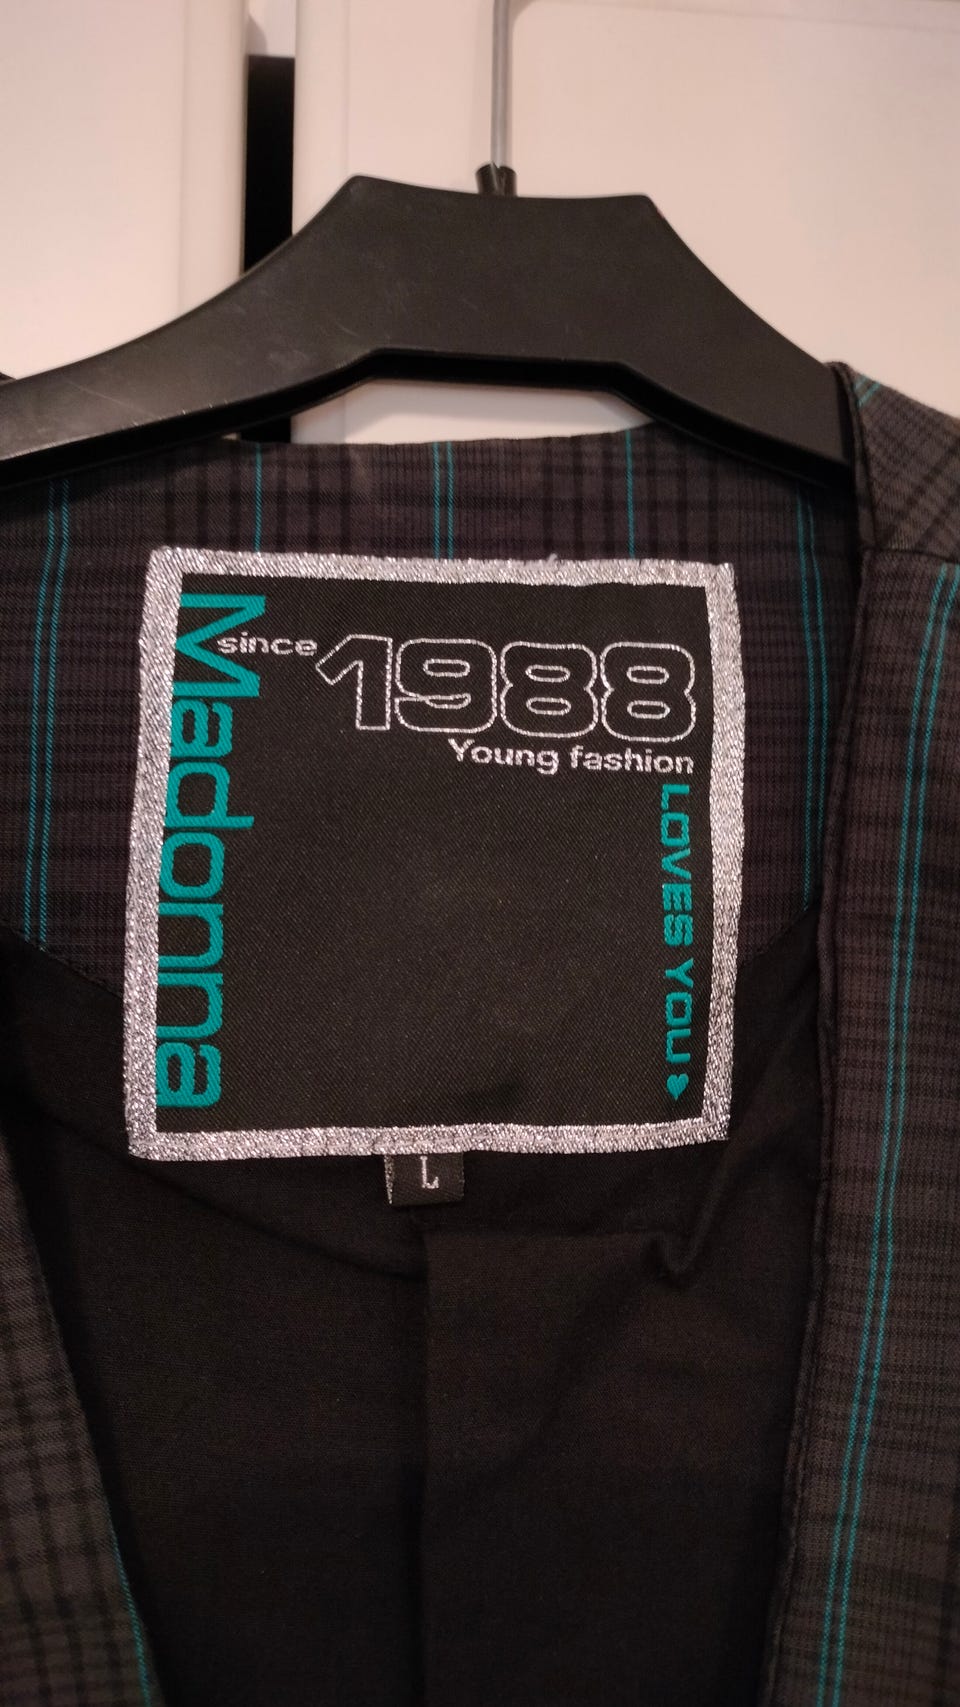 Madonna
since 1988
Young fashion
LOVES YOU
L